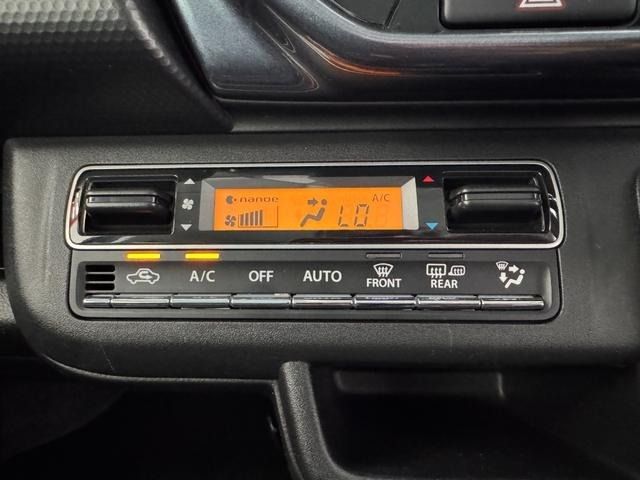 nanoe
A/C
LO
A/C
OFF
AUTO
FRONT
REAR